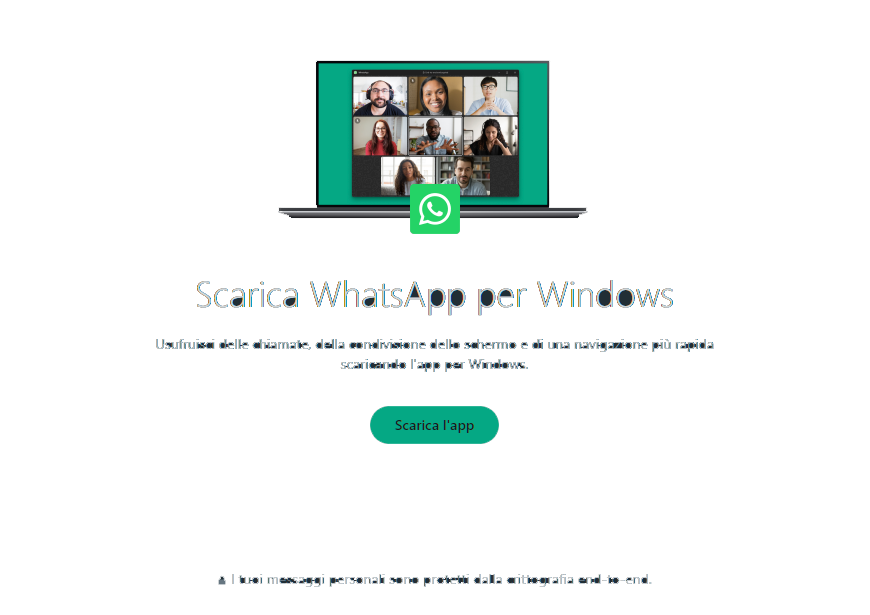 Scarica WhatsApp per Windows
Usufruisci delle chiamate, della condivisione dello schermo e di una navigazione più rapida
scaricando l'app per Windows.
Scarica l'app
I tuoi messaggi personali sono protetti dalla crittografia end-to-end.